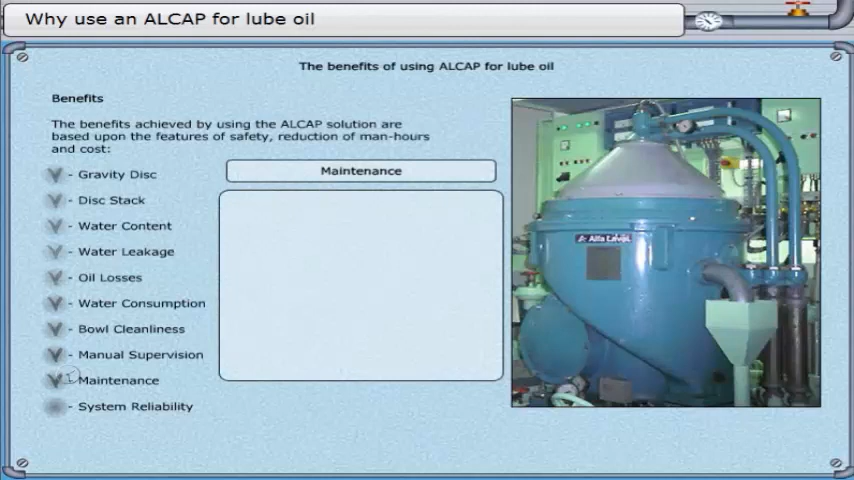 Why use an ALCAP for lube oil
The benefits of using ALCAP for lube oil
Benefits
The benefits achieved by using the ALCAP solution are
based upon the features of safety, reduction of man-hours
and cost:
- Gravity Disc
- Disc Stack
- Water Content
- Water Leakage
- Oil Losses
- Water Consumption
- Bowl Cleanliness
- Manual Supervision
- Maintenance
- System Reliability
Maintenance
Alfa Laval